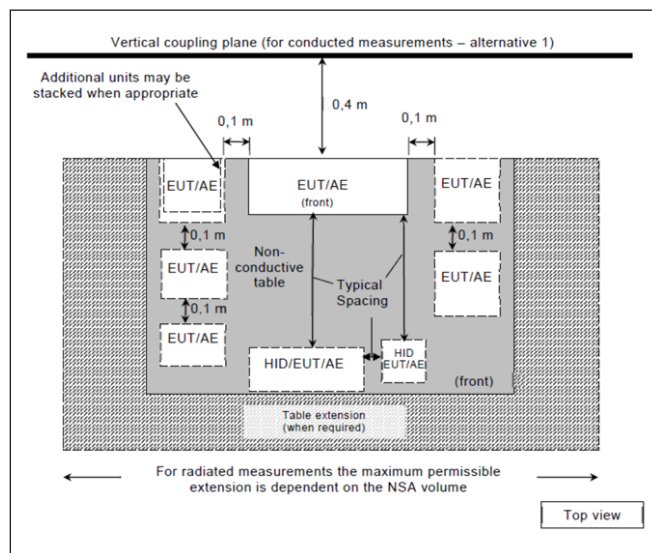 Vertical coupling plane (for conducted measurements – alternative 1)
Additional units may be
stacked when appropriate
0,1 m
0,4 m
0,1 m
EUT/AE
EUT/AE
(front)
EUT/AE
0,1 m
0,1 m
Non-
conductive
table
EUT/AE
Typical
Spacing
EUT/AE
0,1 m
EUT/AE
HID/EUT/AE
HID
EUT/AE
(front)
Table extension
(when required)
For radiated measurements the maximum permissible
extension is dependent on the NSA volume
Top view